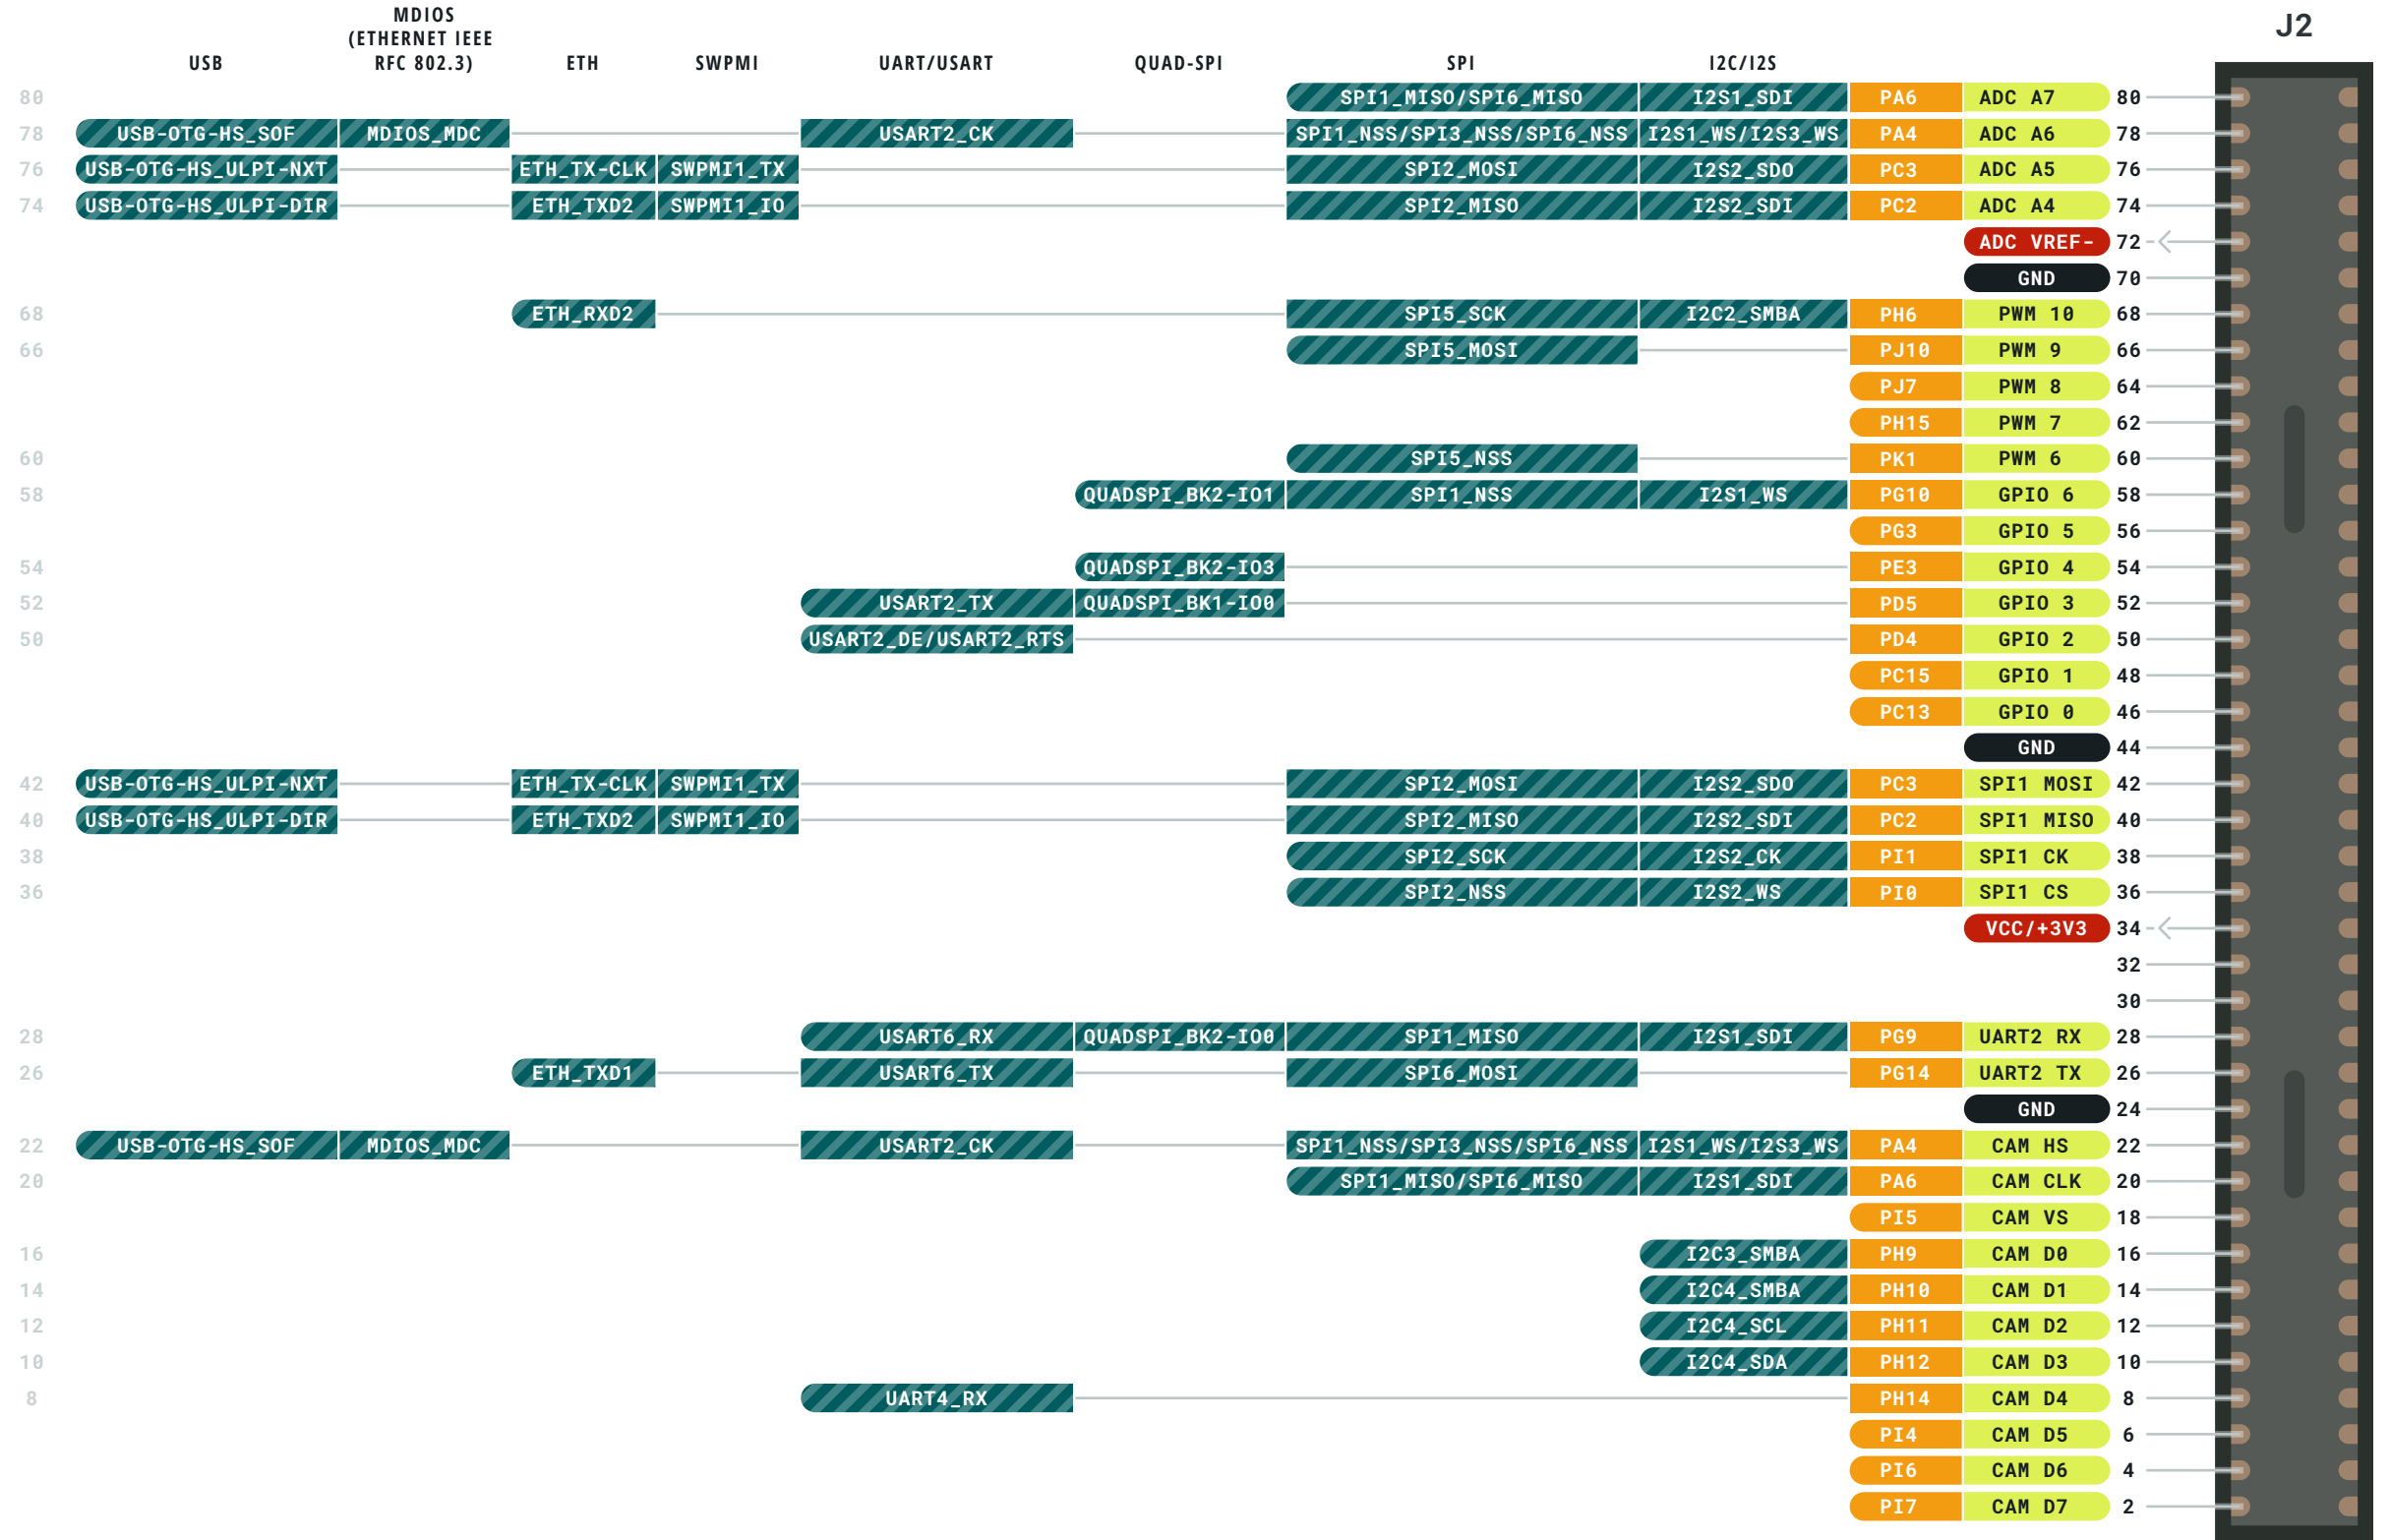 MDIOS
(ETHERNET IEEE
USB RFC 802.3) ETH SWPMI UART/USART QUAD-SPI SPI I2C/I2S J2
80 SPI1_MISO/SPI6_MISO I2S1_SDI PA6 ADC A7 80
78 USB-OTG-HS_SOF MDIOS_MDC USART2_CK SPI1_NSS/SPI3_NSS/SPI6_NSS I2S1_WS/I2S3_WS PA4 ADC A6 78
76 USB-OTG-HS_ULPI-NXT ETH_TX-CLK SWPMI1_TX SPI2_MOSI I2S2_SDO PC3 ADC A5 76
74 USB-OTG-HS_ULPI-DIR ETH_TXD2 SWPMI1_IO SPI2_MISO I2S2_SDI PC2 ADC A4 74
ADC VREF- 72
GND 70
68 ETH_RXD2 SPI5_SCK I2C2_SMBA PH6 PWM 10 68
66 SPI5_MOSI PJ10 PWM 9 66
PJ7 PWM 8 64
PH15 PWM 7 62
60 SPI5_NSS PK1 PWM 6 60
58 QUADSPI_BK2-IO1 SPI1_NSS I2S1_WS PG10 GPIO 6 58
PG3 GPIO 5 56
54 QUADSPI_BK2-IO3 PE3 GPIO 4 54
52 USART2_TX QUADSPI_BK1-IO0 PD5 GPIO 3 52
50 USART2_DE/USART2_RTS PD4 GPIO 2 50
PC15 GPIO 1 48
PC13 GPIO 0 46
GND 44
42 USB-OTG-HS_ULPI-NXT ETH_TX-CLK SWPMI1_TX SPI2_MOSI I2S2_SDO PC3 SPI1 MOSI 42
40 USB-OTG-HS_ULPI-DIR ETH_TXD2 SWPMI1_IO SPI2_MISO I2S2_SDI PC2 SPI1 MISO 40
38 SPI2_SCK I2S2_CK PI1 SPI1 CK 38
36 SPI2_NSS I2S2_WS PI0 SPI1 CS 36
VCC/+3V3 34
32
30
28 USART6_RX QUADSPI_BK2-IO0 SPI1_MISO I2S1_SDI PG9 UART2 RX 28
26 ETH_TXD1 USART6_TX SPI6_MOSI PG14 UART2 TX 26
GND 24
22 USB-OTG-HS_SOF MDIOS_MDC USART2_CK SPI1_NSS/SPI3_NSS/SPI6_NSS I2S1_WS/I2S3_WS PA4 CAM HS 22
20 SPI1_MISO/SPI6_MISO I2S1_SDI PA6 CAM CLK 20
PI5 CAM VS 18
16 I2C3_SMBA PH9 CAM D0 16
14 I2C4_SMBA PH10 CAM D1 14
12 I2C4_SCL PH11 CAM D2 12
10 I2C4_SDA PH12 CAM D3 10
8 UART4_RX PH14 CAM D4 8
PI4 CAM D5 6
PI6 CAM D6 4
PI7 CAM D7 2